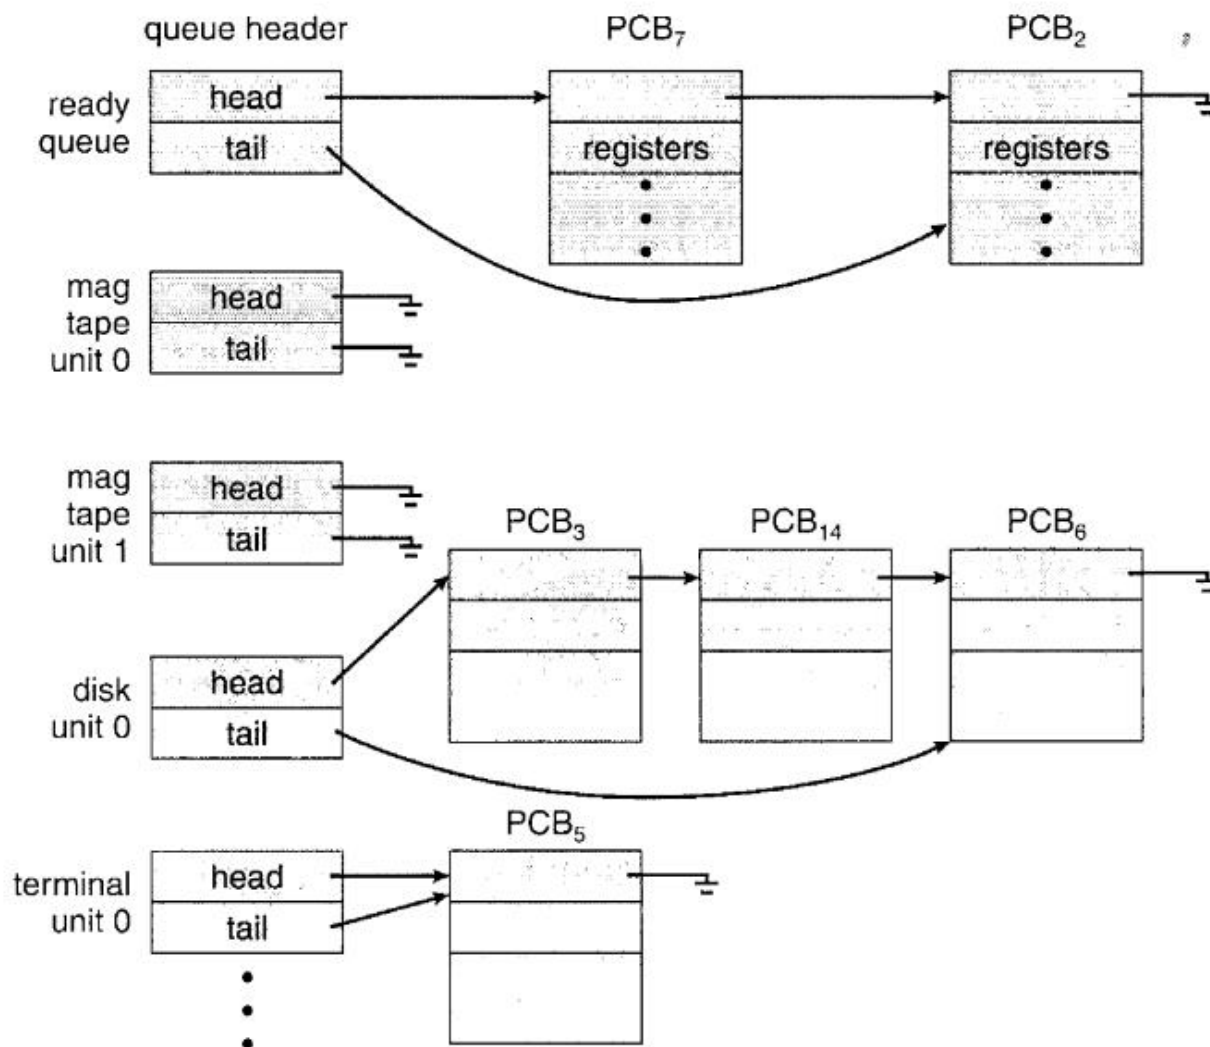 queue header PCB₇ PCB₂
ready queue
head
tail
registers registers
mag tape unit 0
head
tail
mag tape unit 1
head
tail
PCB₃ PCB₁₄ PCB₆
disk unit 0
head
tail
PCB₅
terminal unit 0
head
tail